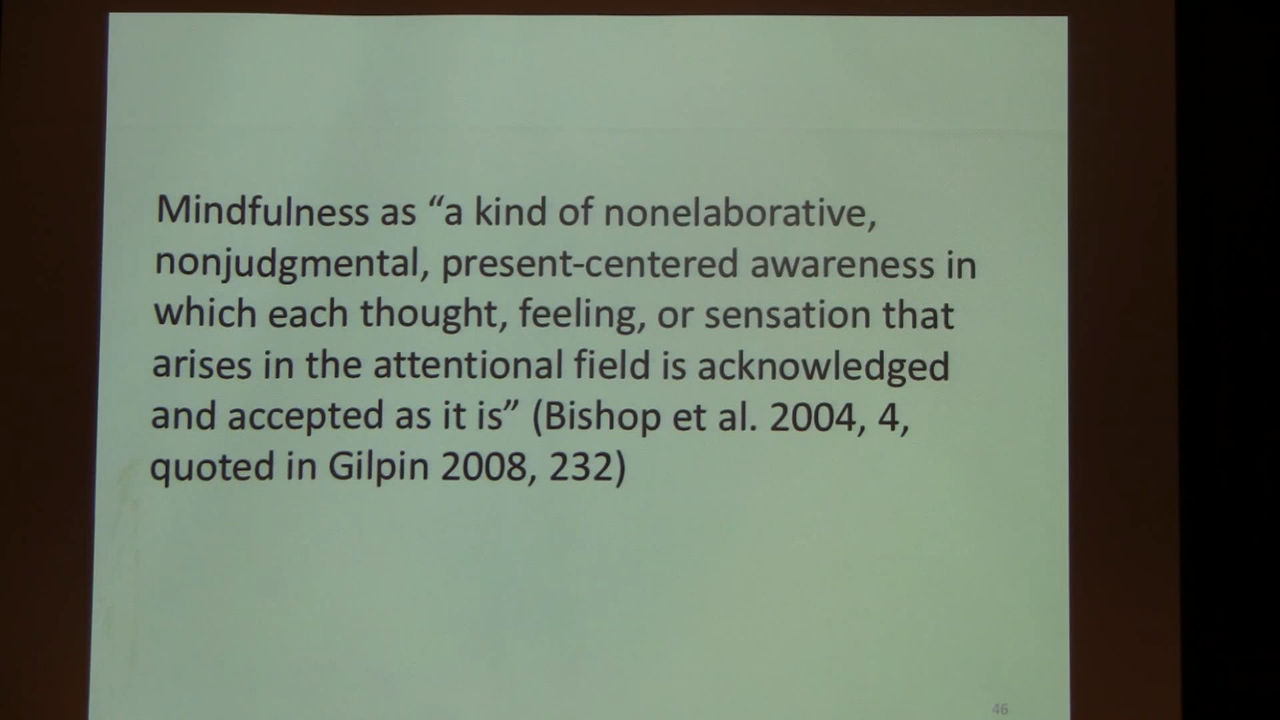 Mindfulness as “a kind of nonelaborative,
nonjudgmental, present-centered awareness in
which each thought, feeling, or sensation that
arises in the attentional field is acknowledged
and accepted as it is” (Bishop et al. 2004, 4,
quoted in Gilpin 2008, 232)
46